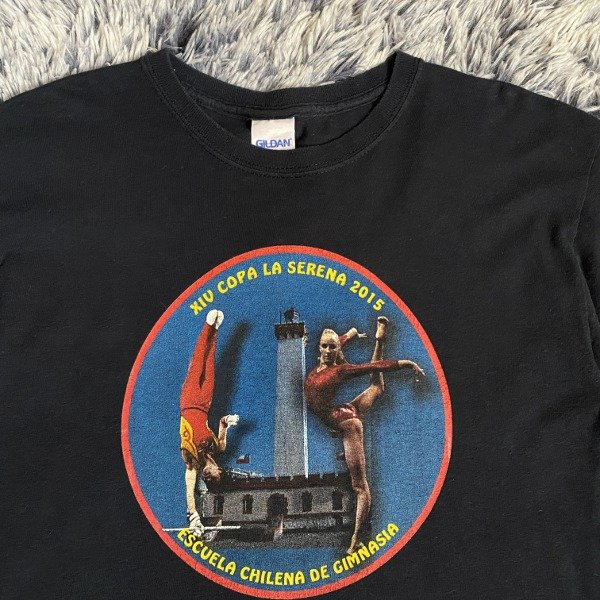 GILDAN
XIV COPA LA SERENA 2015
ESCUELA CHILENA DE GIMNASIA